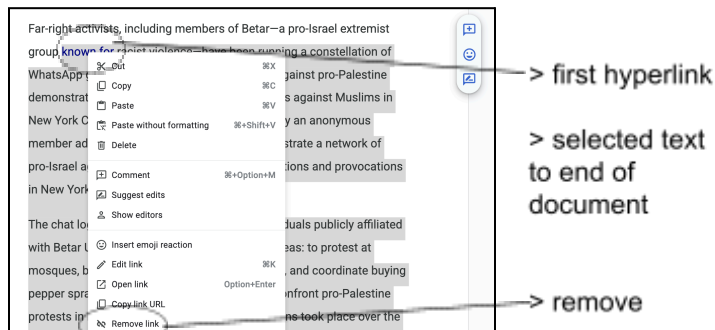 Far-right activists, including members of Betar—a pro-Israel extremist
group known for racist violence—have been running a constellation of
WhatsApp gainst pro-Palestine
demonstrat s against Muslims in
New York C y an anonymous
member ad strate a network of
pro-Israel a tions and provocations
in New York
The chat lo duals publicly affiliated
with Betar U eas: to protest at
mosques, b , and coordinate buying
pepper spra onfront pro-Palestine
protests in ns took place over the
Cut ⌘X
Copy ⌘C
Paste ⌘V
Paste without formatting ⌘+Shift+V
Delete
Comment ⌘+Option+M
Suggest edits
Show editors
Insert emoji reaction
Edit link ⌘K
Open link Option+Enter
Copy link URL
Remove link
> first hyperlink
> selected text
to end of
document
> remove